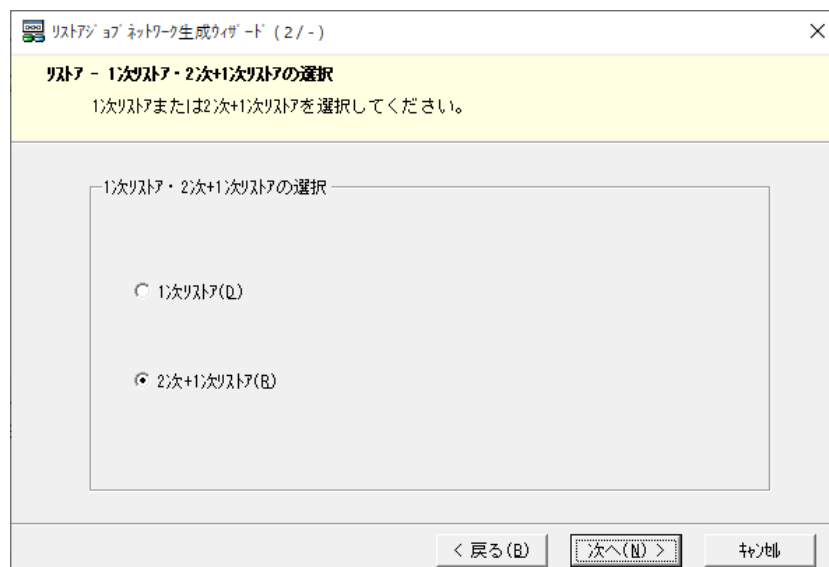 ﾘｽﾄｱｼﾞｮﾌﾞﾈｯﾄﾜｰｸ生成ｳｨｻﾞｰﾄﾞ (2/-)
ﾘｽﾄｱ - 1次ﾘｽﾄｱ・2次+1次ﾘｽﾄｱの選択
1次ﾘｽﾄｱまたは2次+1次ﾘｽﾄｱを選択してください。
1次ﾘｽﾄｱ・2次+1次ﾘｽﾄｱの選択
1次ﾘｽﾄｱ(D)
2次+1次ﾘｽﾄｱ(R)
< 戻る(B) 次へ(N) > ｷｬﾝｾﾙ